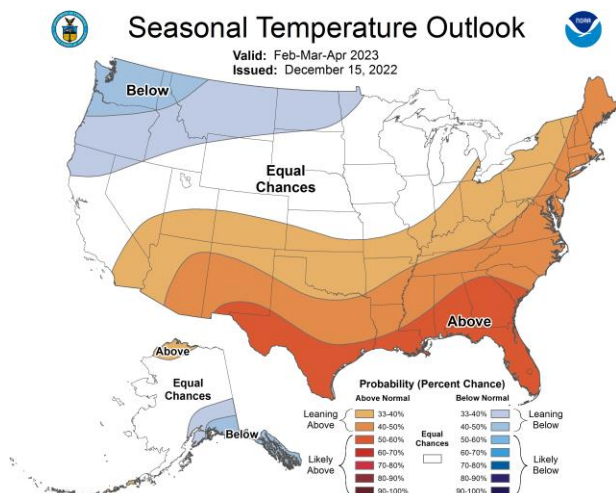 Seasonal Temperature Outlook
NOAA
Valid: Feb-Mar-Apr 2023
Issued: December 15, 2022
Below
Equal
Chances
Above
Above
Equal
Chances
Below
Probability (Percent Chance)
Above Normal
Below Normal
Leaning
Above
33-40%
40-50%
Likely
Above
50-60%
60-70%
70-80%
80-90%
90-100%
Equal
Chances
33-40%
40-50%
Leaning
Below
50-60%
60-70%
70-80%
80-90%
90-100%
Likely
Below